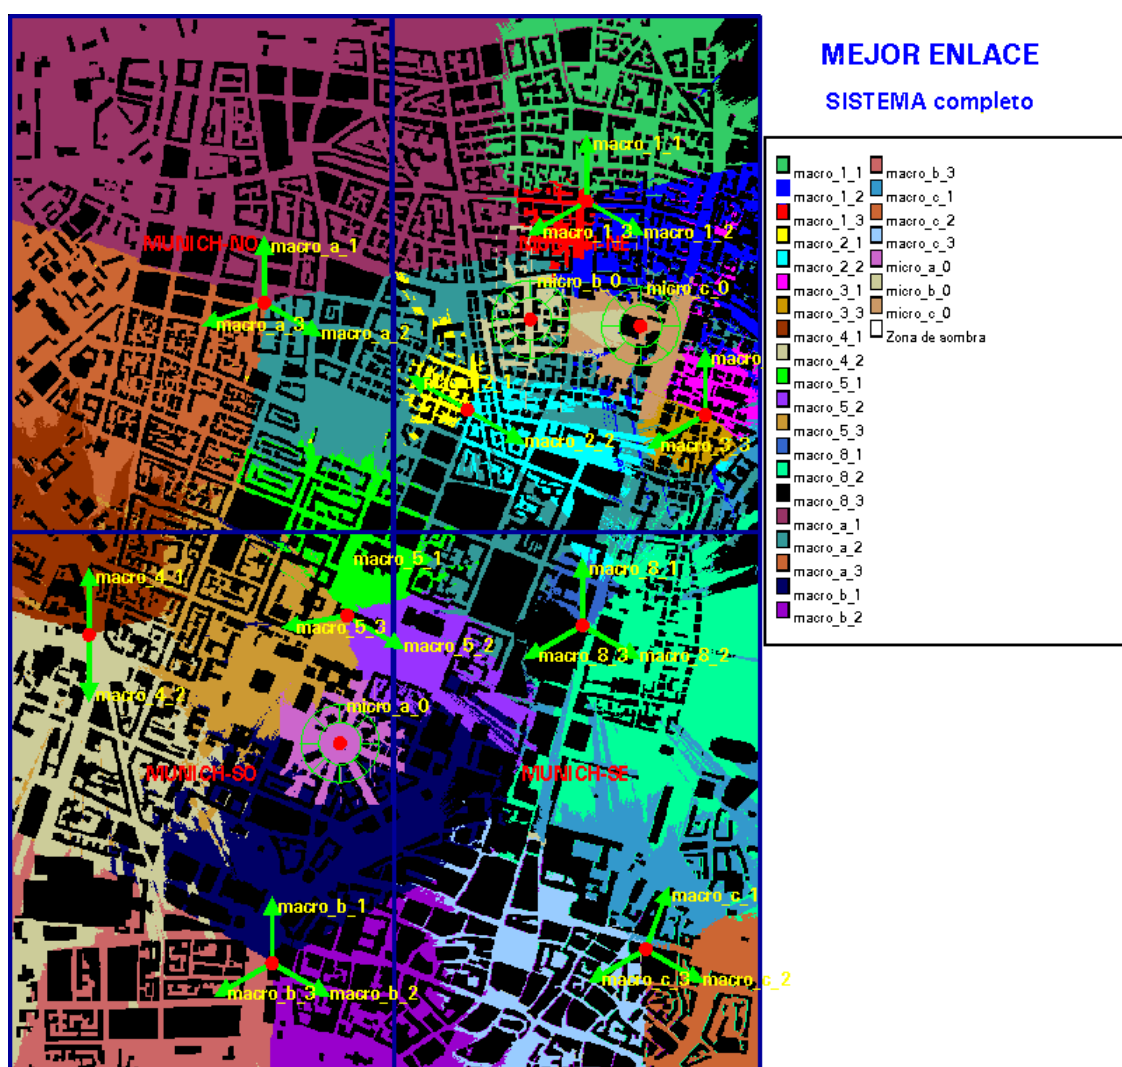 MEJOR ENLACE
SISTEMA completo
macro_1_1
macro_1_2
macro_1_3
macro_2_1
macro_2_2
macro_3_1
macro_3_3
macro_4_1
macro_4_2
macro_5_1
macro_5_2
macro_5_3
macro_8_1
macro_8_2
macro_8_3
macro_a_1
macro_a_2
macro_a_3
macro_b_1
macro_b_2
macro_b_3
macro_c_1
macro_c_2
macro_c_3
micro_a_0
micro_b_0
micro_c_0
Zona de sombra
macro_1_1
macro_1_3
macro_1_2
MUNICH-NO
macro_a_1
micro_b_0
micro_c_0
macro_a_3
macro_a_2
macro
macro_2_2
macro_3_3
macro_5_1
macro_4_1
macro_8_1
macro_5_3
macro_5_2
macro_8_3
macro_8_2
macro_4_2
micro_a_0
MUNICH-SO
MUNICH-SE
macro_c_1
macro_b_1
macro_c_3
macro_c_2
macro_b_3
macro_b_2